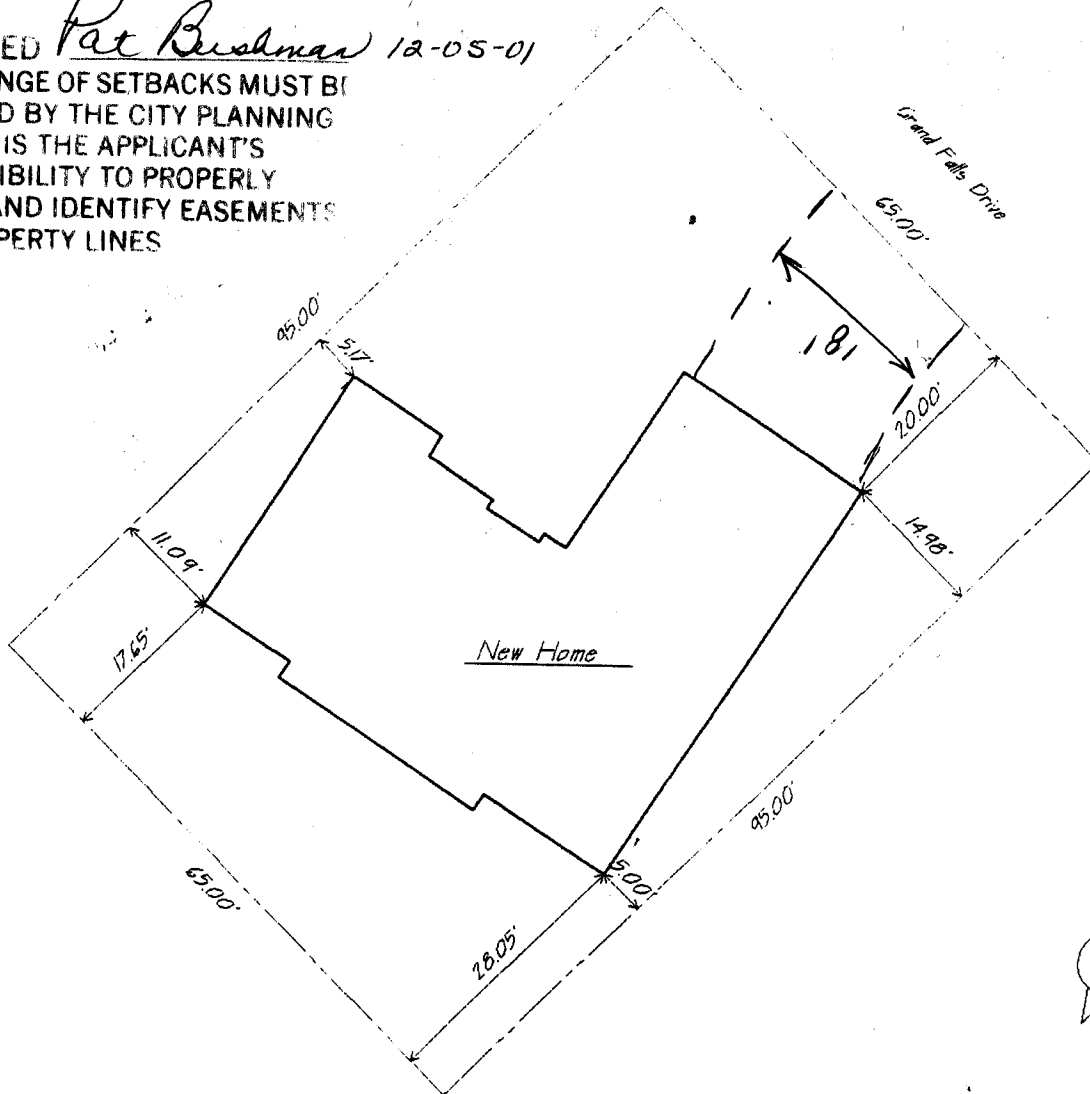 ED Pat Bushman 12-05-01
NGE OF SETBACKS MUST BE
D BY THE CITY PLANNING
IS THE APPLICANT'S
IBILITY TO PROPERLY
AND IDENTIFY EASEMENTS
PERTY LINES
Grand Falls Drive
65.00'
95.00'
5.17'
18'
20.00'
11.09'
14.98'
17.65'
New Home
95.00'
5.00'
65.00'
28.05'